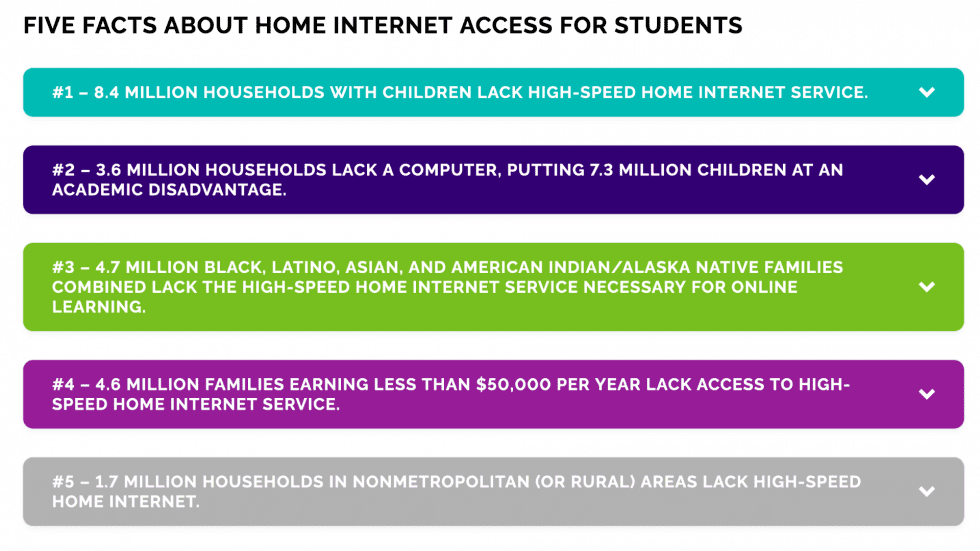 FIVE FACTS ABOUT HOME INTERNET ACCESS FOR STUDENTS
#1 – 8.4 MILLION HOUSEHOLDS WITH CHILDREN LACK HIGH-SPEED HOME INTERNET SERVICE.
#2 – 3.6 MILLION HOUSEHOLDS LACK A COMPUTER, PUTTING 7.3 MILLION CHILDREN AT AN
ACADEMIC DISADVANTAGE.
#3 – 4.7 MILLION BLACK, LATINO, ASIAN, AND AMERICAN INDIAN/ALASKA NATIVE FAMILIES
COMBINED LACK THE HIGH-SPEED HOME INTERNET SERVICE NECESSARY FOR ONLINE
LEARNING.
#4 – 4.6 MILLION FAMILIES EARNING LESS THAN $50,000 PER YEAR LACK ACCESS TO HIGH-
SPEED HOME INTERNET SERVICE.
#5 – 1.7 MILLION HOUSEHOLDS IN NONMETROPOLITAN (OR RURAL) AREAS LACK HIGH-SPEED
HOME INTERNET.